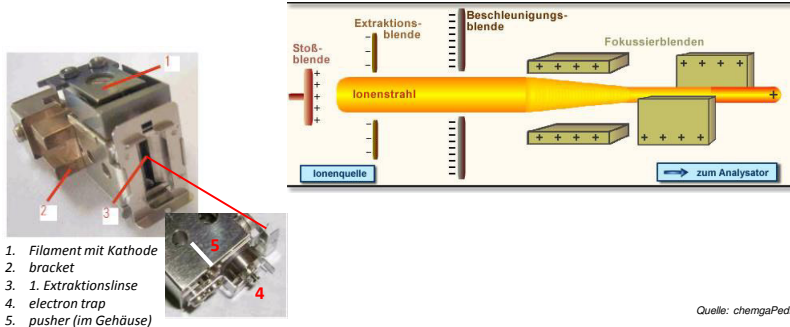 1
2
3
5
4
1. Filament mit Kathode
2. bracket
3. 1. Extraktionslinse
4. electron trap
5. pusher (im Gehäuse)
Stoß-
blende
Extraktions-
blende
Beschleunigungs-
blende
Fokussierblenden
Ionenstrahl
Ionenquelle
zum Analysator
Quelle: chemgaPed